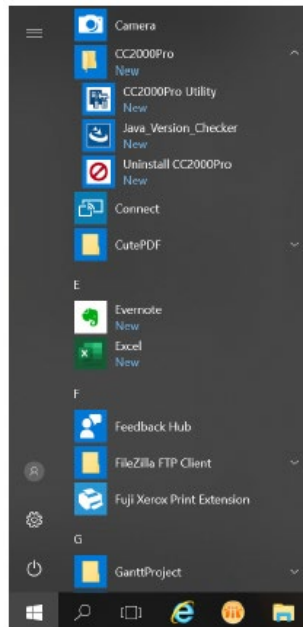 Camera
CC2000Pro
New
CC2000Pro Utility
New
Java_Version_Checker
New
Uninstall CC2000Pro
New
Connect
CutePDF
E
Evernote
New
Excel
New
F
Feedback Hub
FileZilla FTP Client
Fuji Xerox Print Extension
G
GanttProject